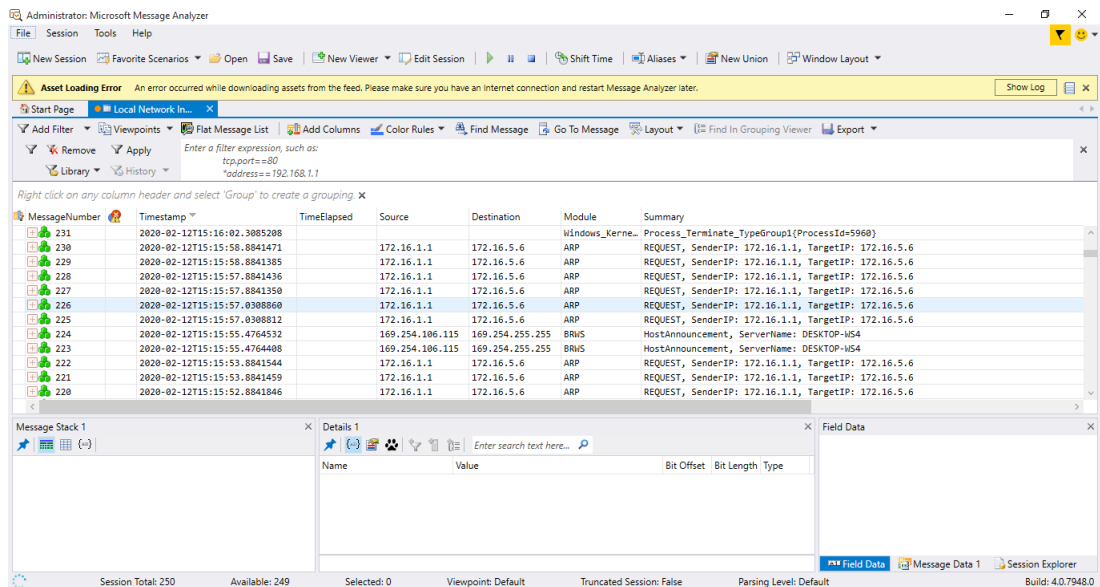 Administrator: Microsoft Message Analyzer
File Session Tools Help
New Session Favorite Scenarios Open Save New Viewer Edit Session Shift Time Aliases New Union Window Layout
Asset Loading Error An error occurred while downloading assets from the feed. Please make sure you have an Internet connection and restart Message Analyzer later. Show Log
Start Page Local Network In...
Add Filter Viewpoints Flat Message List Add Columns Color Rules Find Message Go To Message Layout Find In Grouping Viewer Export
Remove Apply Enter a filter expression, such as:
tcp.port==80
Library History *address==192.168.1.1
Right click on any column header and select 'Group' to create a grouping.
MessageNumber Timestamp TimeElapsed Source Destination Module Summary
231 2020-02-12T15:16:02.3085208 Windows_Kerne... Process_Terminate_TypeGroup1{ProcessId=5960}
230 2020-02-12T15:15:58.8841471 172.16.1.1 172.16.5.6 ARP REQUEST, SenderIP: 172.16.1.1, TargetIP: 172.16.5.6
229 2020-02-12T15:15:58.8841385 172.16.1.1 172.16.5.6 ARP REQUEST, SenderIP: 172.16.1.1, TargetIP: 172.16.5.6
228 2020-02-12T15:15:57.8841436 172.16.1.1 172.16.5.6 ARP REQUEST, SenderIP: 172.16.1.1, TargetIP: 172.16.5.6
227 2020-02-12T15:15:57.8841350 172.16.1.1 172.16.5.6 ARP REQUEST, SenderIP: 172.16.1.1, TargetIP: 172.16.5.6
226 2020-02-12T15:15:57.0308860 172.16.1.1 172.16.5.6 ARP REQUEST, SenderIP: 172.16.1.1, TargetIP: 172.16.5.6
225 2020-02-12T15:15:57.0308812 172.16.1.1 172.16.5.6 ARP REQUEST, SenderIP: 172.16.1.1, TargetIP: 172.16.5.6
224 2020-02-12T15:15:55.4764532 169.254.106.115 169.254.255.255 BRWS HostAnnouncement, ServerName: DESKTOP-WS4
223 2020-02-12T15:15:55.4764408 169.254.106.115 169.254.255.255 BRWS HostAnnouncement, ServerName: DESKTOP-WS4
222 2020-02-12T15:15:53.8841544 172.16.1.1 172.16.5.6 ARP REQUEST, SenderIP: 172.16.1.1, TargetIP: 172.16.5.6
221 2020-02-12T15:15:53.8841459 172.16.1.1 172.16.5.6 ARP REQUEST, SenderIP: 172.16.1.1, TargetIP: 172.16.5.6
220 2020-02-12T15:15:52.8841846 172.16.1.1 172.16.5.6 ARP REQUEST, SenderIP: 172.16.1.1, TargetIP: 172.16.5.6
Message Stack 1 Details 1 Field Data
Enter search text here...
Name Value Bit Offset Bit Length Type
Field Data Message Data 1 Session Explorer
Session Total: 250 Available: 249 Selected: 0 Viewpoint: Default Truncated Session: False Parsing Level: Default Build: 4.0.7948.0